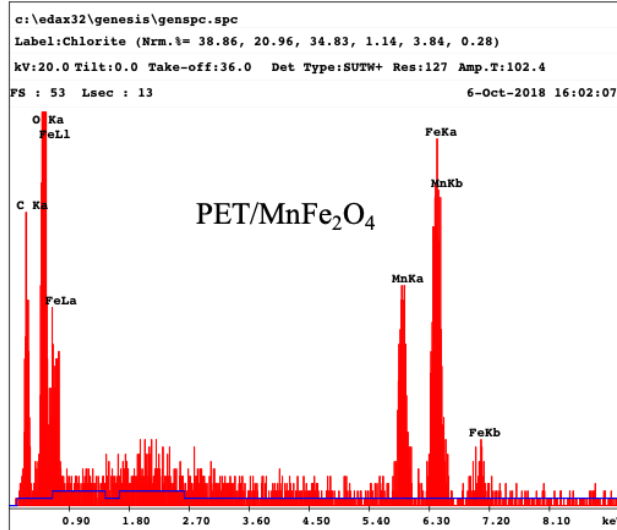 c:\edax32\genesis\genspc.spc
Label:Chlorite (Nrm.%= 38.86, 20.96, 34.83, 1.14, 3.84, 0.28)
kV:20.0 Tilt:0.0 Take-off:36.0 Det Type:SUTW+ Res:127 Amp.T:102.4
FS : 53 Lsec : 13 6-Oct-2018 16:02:07
O Ka
FeLl
FeKa
MnKb
C Ka
PET/MnFe₂O₄
MnKa
FeLa
FeKb
0.90 1.80 2.70 3.60 4.50 5.40 6.30 7.20 8.10 ke